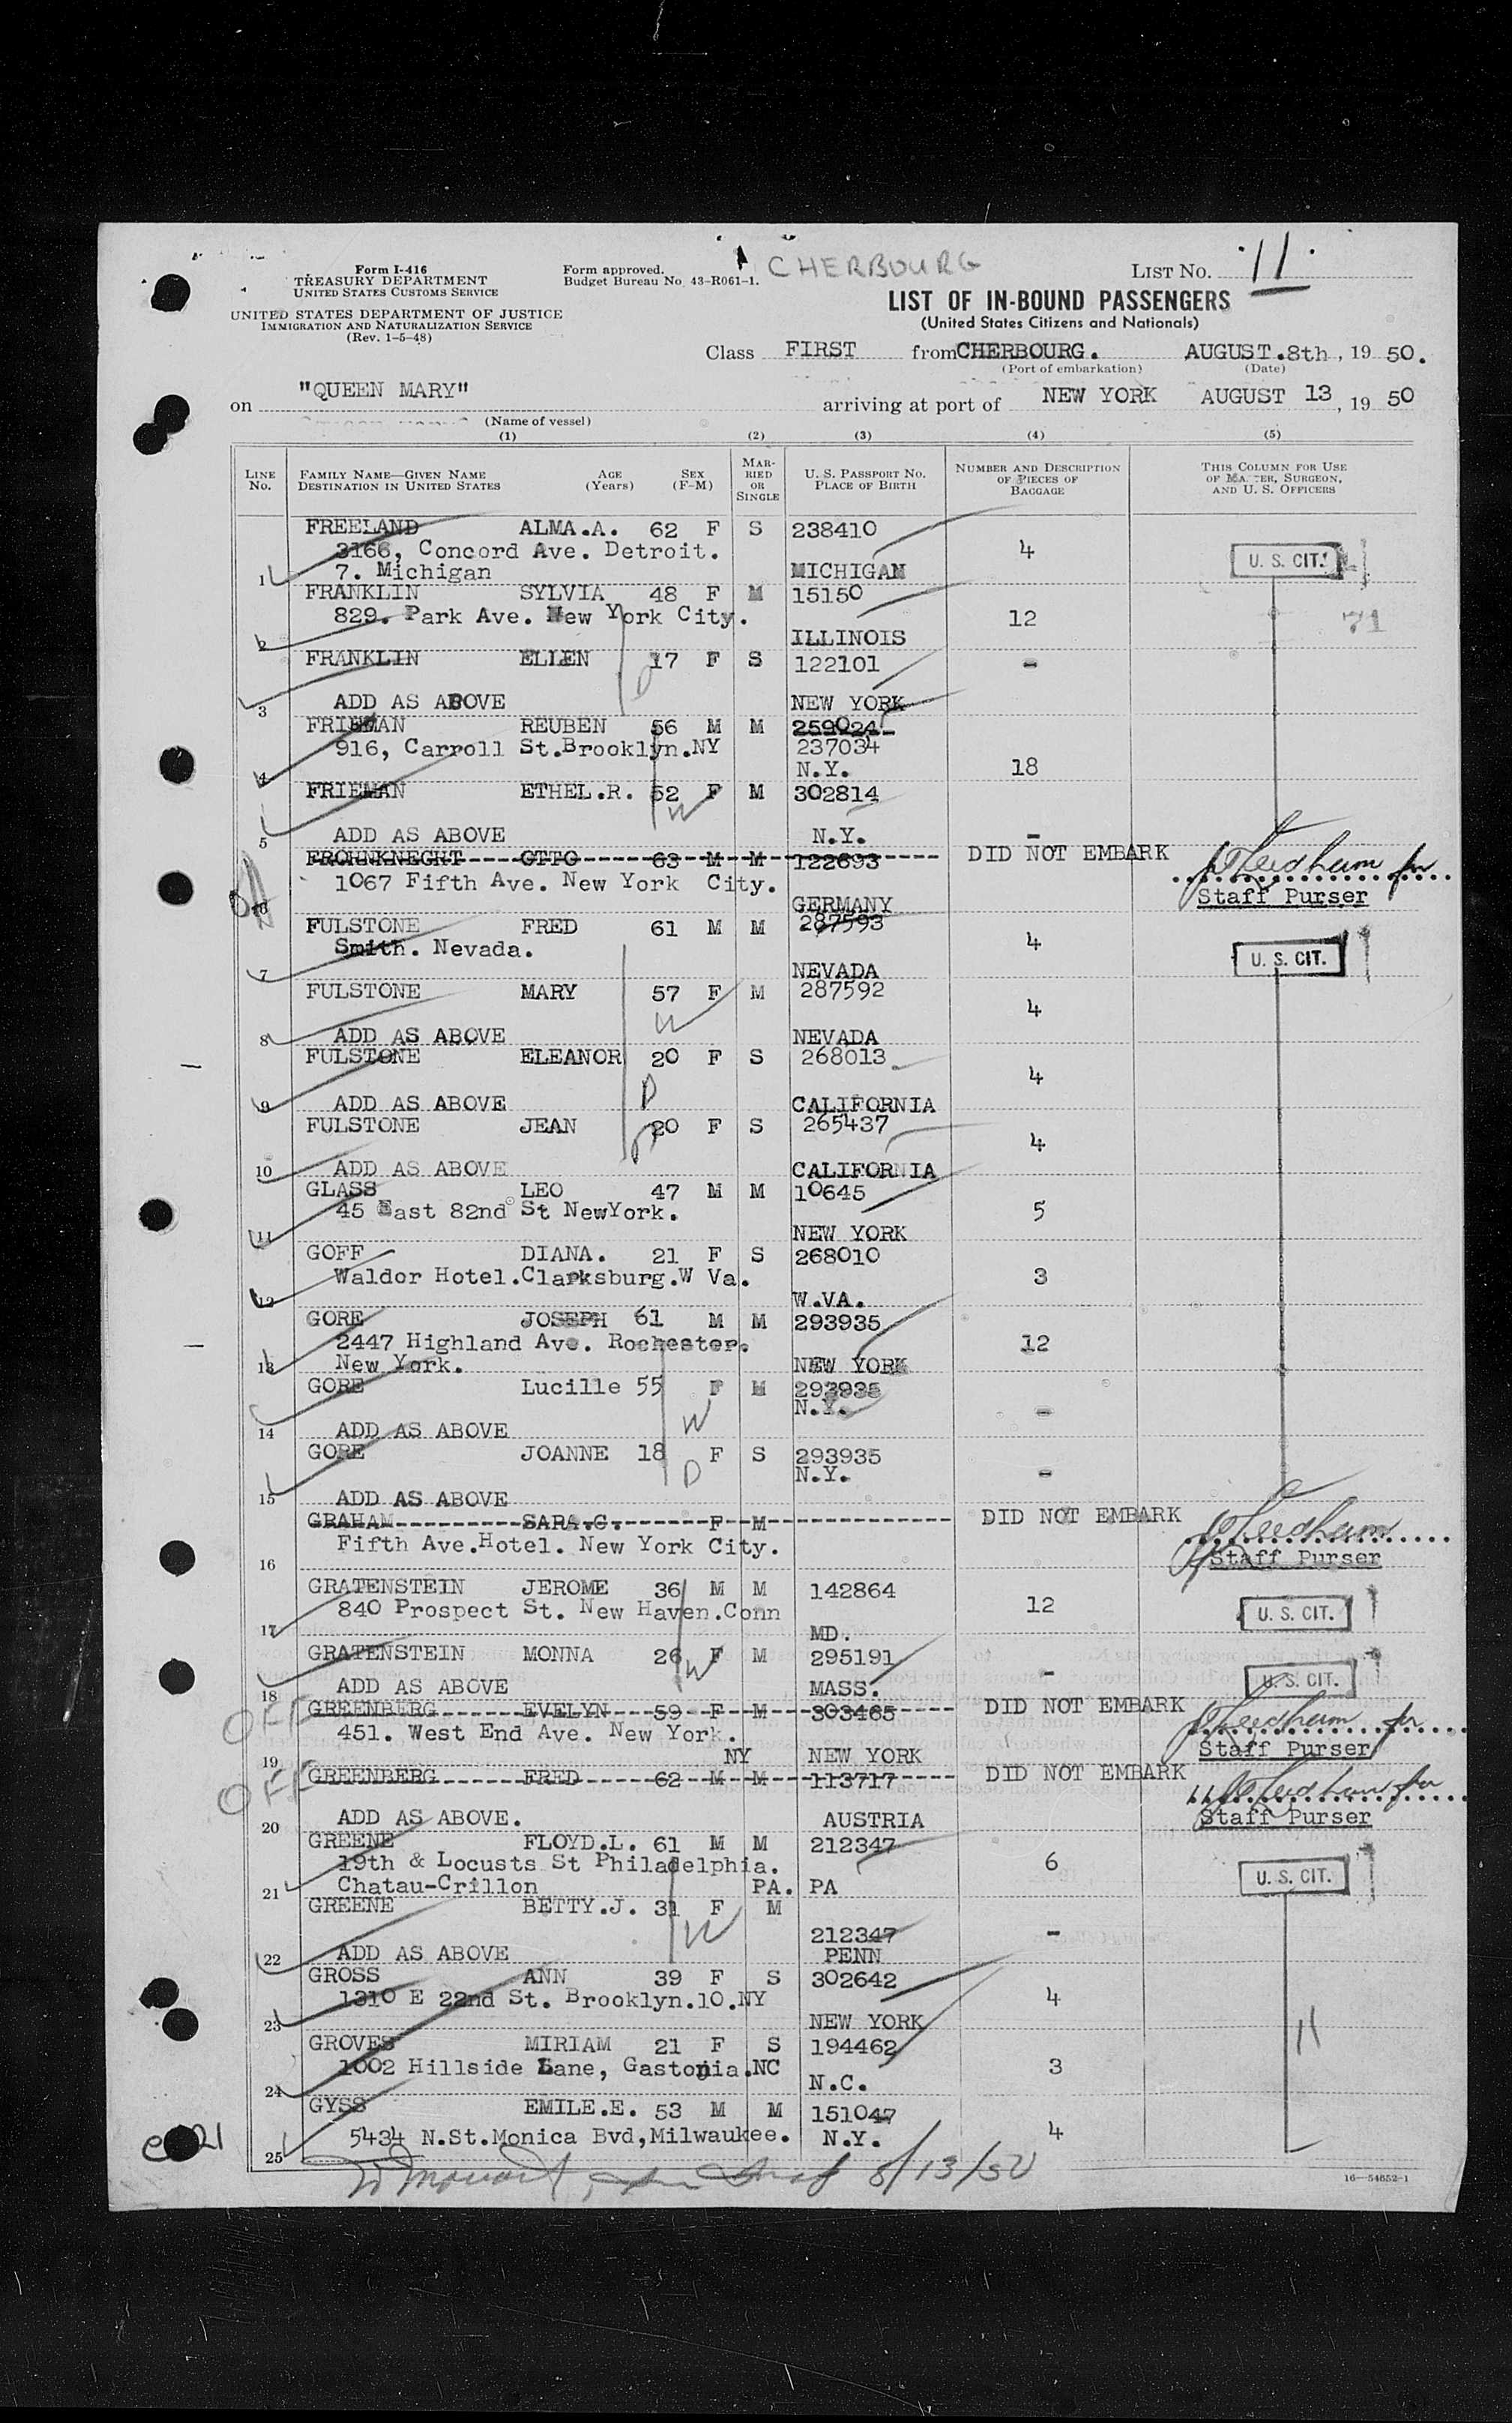 CHERBOURG
Form I-416
TREASURY DEPARTMENT
UNITED STATES CUSTOMS SERVICE
UNITED STATES DEPARTMENT OF JUSTICE
IMMIGRATION AND NATURALIZATION SERVICE
(Rev. 1-5-48)
Form approved.
Budget Bureau No. 43-R061-1.
LIST NO. 11
LIST OF IN-BOUND PASSENGERS
(United States Citizens and Nationals)
Class FIRST from CHERBOURG. AUGUST.8th, 19 50.
(Port of embarkation) (Date)
on "QUEEN MARY" arriving at port of NEW YORK AUGUST 13, 19 50
(Name of vessel)
(1) (2) (3) (4) (5)
LINE NO. FAMILY NAME—GIVEN NAME DESTINATION IN UNITED STATES AGE (Years) SEX (F-M) MARRIED OR SINGLE U. S. PASSPORT NO. PLACE OF BIRTH NUMBER AND DESCRIPTION OF PIECES OF BAGGAGE THIS COLUMN FOR USE OF MASTER, SURGEON, AND U. S. OFFICERS
FREELAND ALMA.A. 62 F S 238410
3166, Concord Ave. Detroit. 4 U. S. CIT.
1 7. Michigan MICHIGAN
FRANKLIN SYLVIA 48 F M 15150
829. Park Ave. New York City. 12 71
2 ILLINOIS
FRANKLIN ELLEN 17 F S 122101 -
D
3 ADD AS ABOVE NEW YORK
FRIEMAN REUBEN 56 M M 259024
916, Carroll St.Brooklyn.NY 237034
4 N.Y. 18
FRIEMAN ETHEL.R. 52 F M 302814
W
5 ADD AS ABOVE N.Y. -
FROHNKNECHT OTTO 63 M M 122693 DID NOT EMBARK
1067 Fifth Ave. New York City. Staff Purser
6 GERMANY
FULSTONE FRED 61 M M 287593
Smith. Nevada. 4 U. S. CIT.
7 NEVADA
FULSTONE MARY 57 F M 287592
W 4
8 ADD AS ABOVE NEVADA
FULSTONE ELEANOR 20 F S 268013
D 4
9 ADD AS ABOVE CALIFORNIA
FULSTONE JEAN 20 F S 265437
D 4
10 ADD AS ABOVE CALIFORNIA
GLASS LEO 47 M M 10645
45 East 82nd St NewYork. 5
11 NEW YORK
GOFF DIANA. 21 F S 268010
Waldor Hotel.Clarksburg.W Va. 3
12 W.VA.
GORE JOSEPH 61 M M 293935
2447 Highland Ave. Rochester. 12
13 New York. NEW YORK
GORE Lucille 55 F M 293935
N.Y. -
W
14 ADD AS ABOVE
GORE JOANNE 18 F S 293935
D N.Y. -
15 ADD AS ABOVE
GRAHAM SARA.C. F M DID NOT EMBARK
Fifth Ave.Hotel. New York City. Staff Purser
16
GRATENSTEIN JEROME 36 M M 142864
840 Prospect St. New Haven.Conn 12 U. S. CIT.
17 MD.
GRATENSTEIN MONNA 26 F M 295191
W - U. S. CIT.
18 ADD AS ABOVE MASS.
OFF GREENBERG EVELYN 59 F M 303465 DID NOT EMBARK
451. West End Ave. New York. Staff Purser
19 NY NEW YORK
OFF GREENBERG FRED 62 M M 113717 DID NOT EMBARK
20 ADD AS ABOVE. AUSTRIA Staff Purser
GREENE FLOYD.L. 61 M M 212347
19th & Locusts St Philadelphia. 6 U. S. CIT.
21 Chatau-Crillon PA. PA
GREENE BETTY.J. 31 F M
W 212347 -
22 ADD AS ABOVE PENN
GROSS ANN 39 F S 302642
1310 E 22nd St. Brooklyn.10.NY 4
23 NEW YORK
GROVES MIRIAM 21 F S 194462
1002 Hillside Lane, Gastonia.NC 3
24 N.C.
GYSS EMILE.E. 53 M M 151047
5434 N.St.Monica Bvd,Milwaukee. N.Y. 4
25
8/13/50
16—54652-1